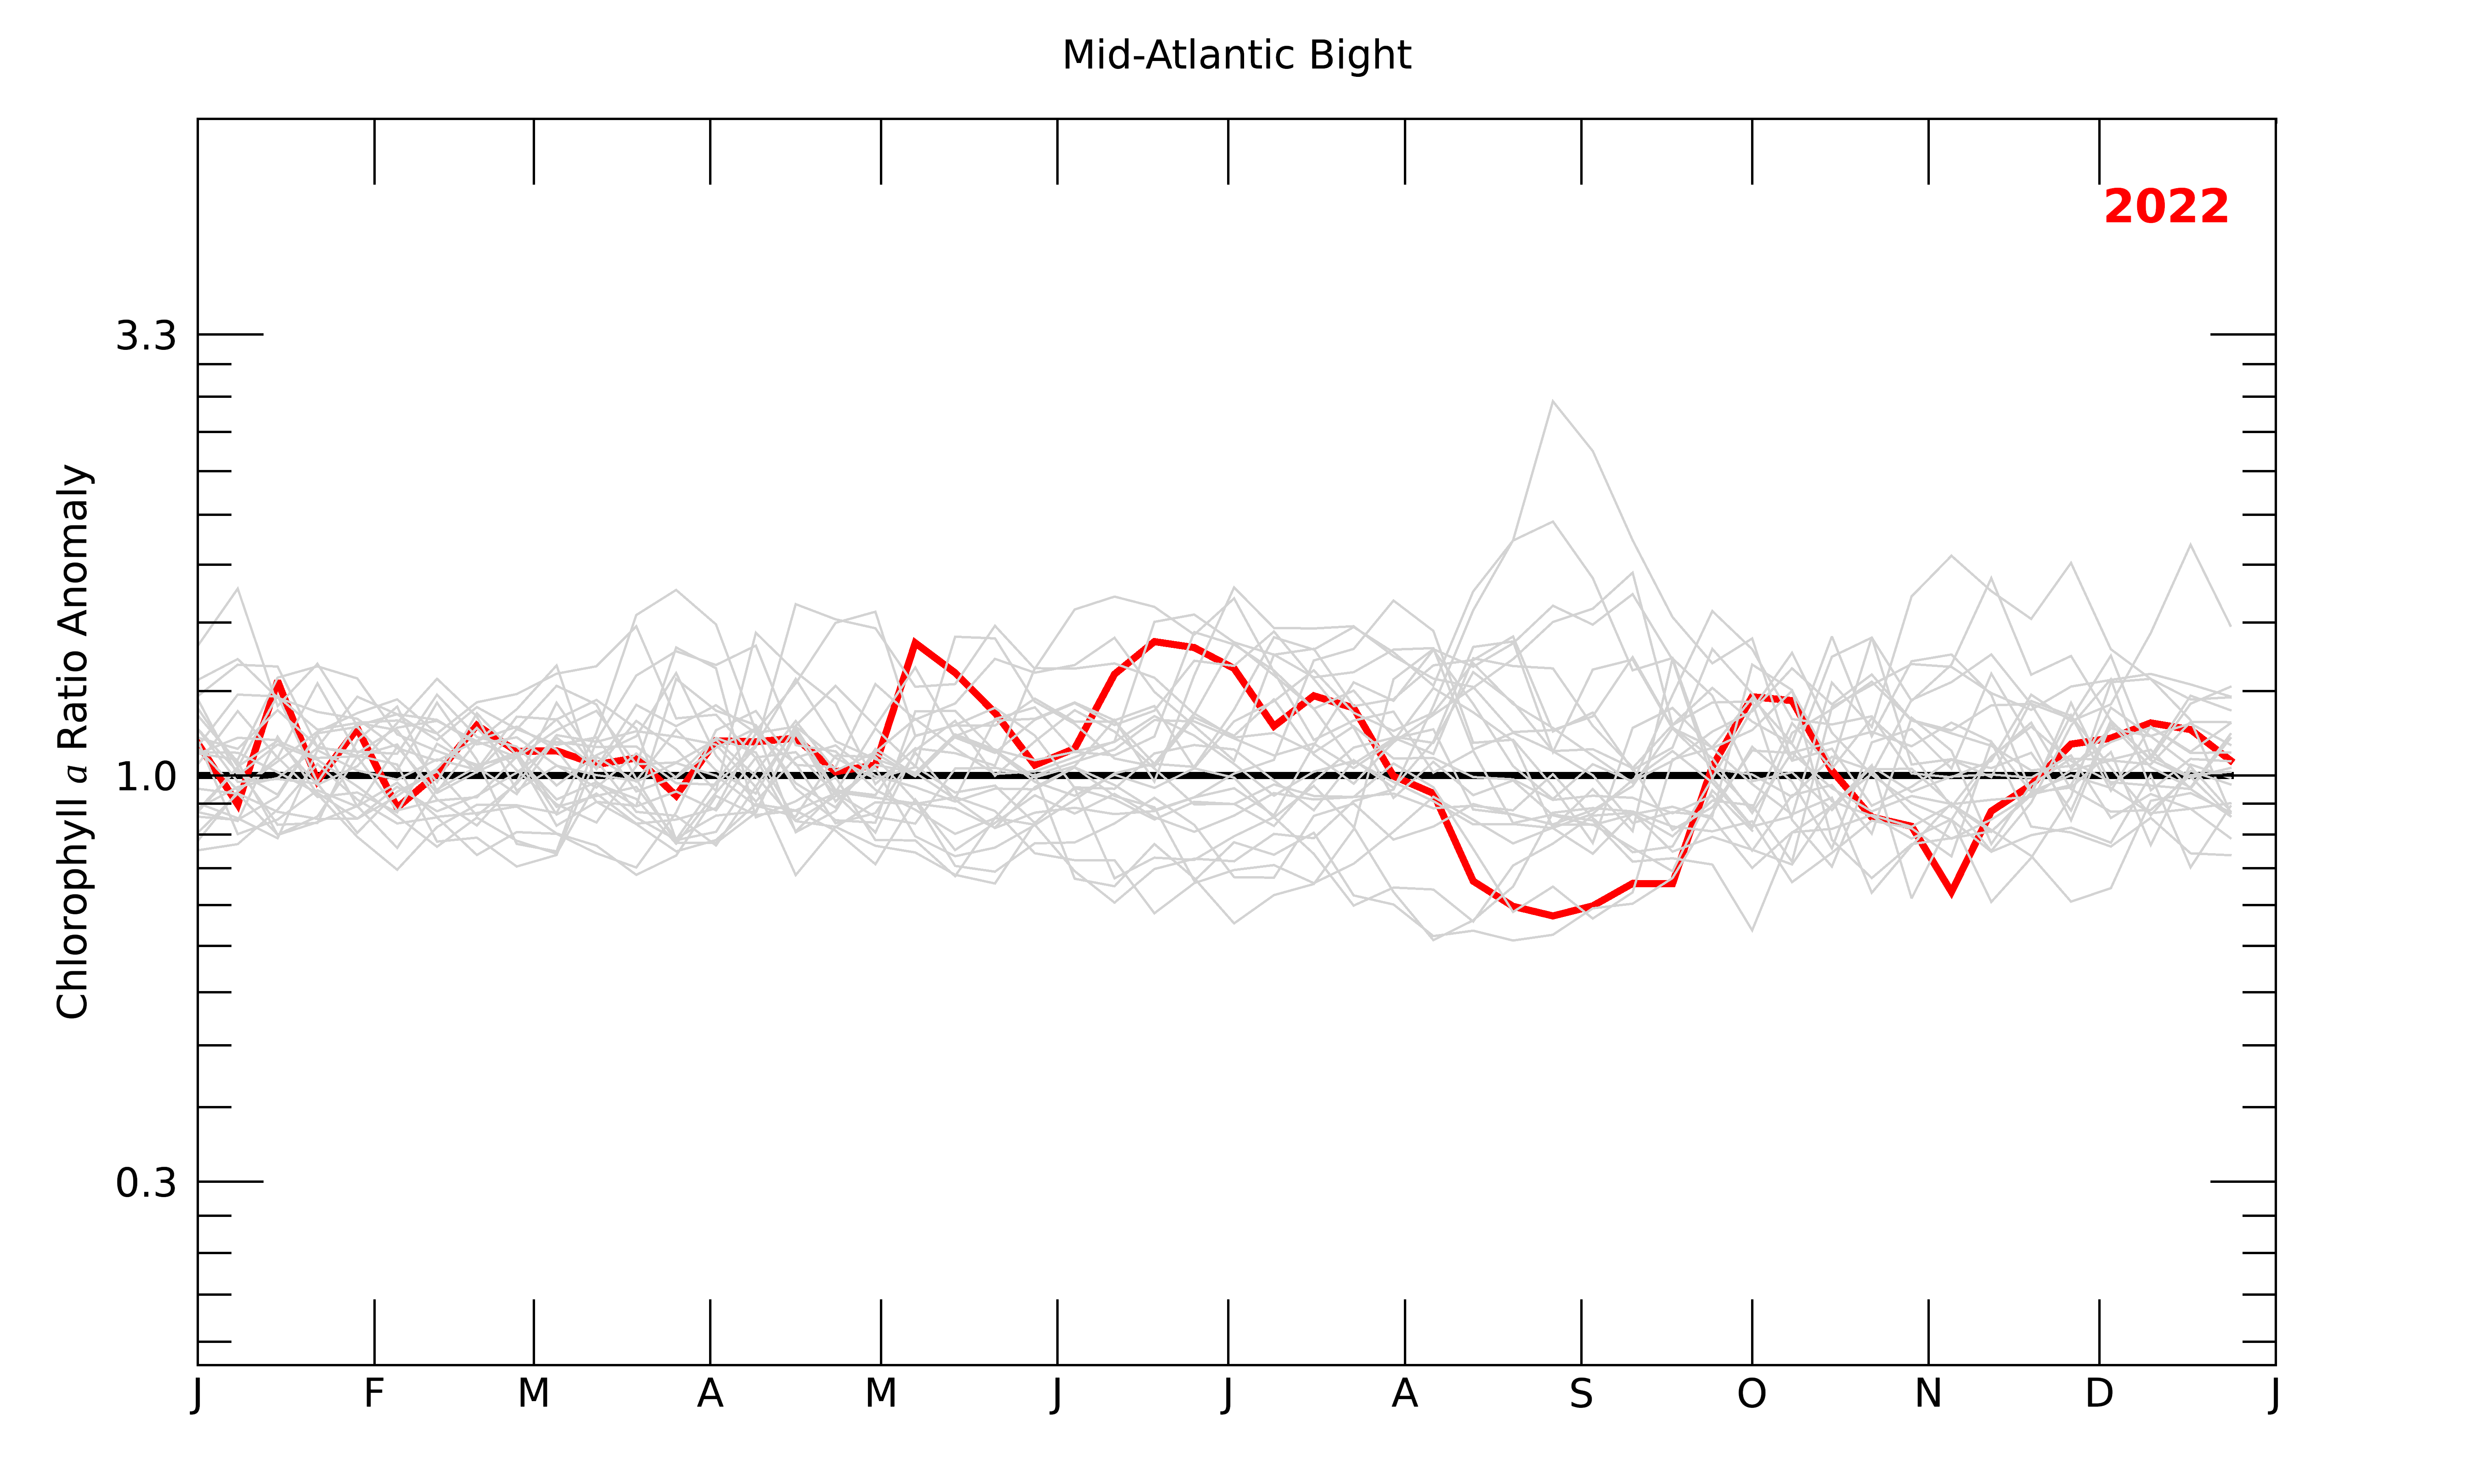 Mid-Atlantic Bight
2022
Chlorophyll a Ratio Anomaly
3.3
1.0
0.3
J F M A M J J A S O N D J